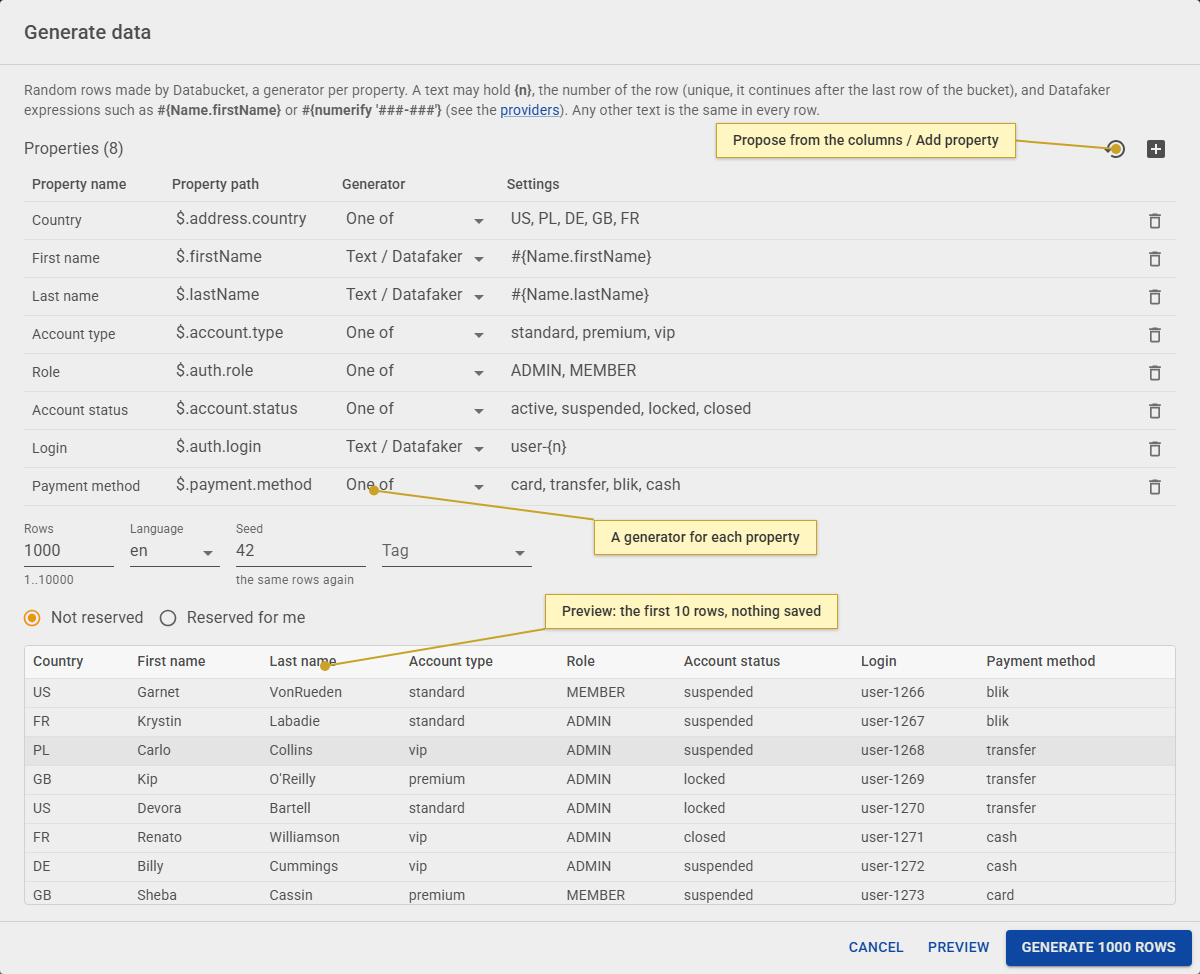 Generate data
Random rows made by Databucket, a generator per property. A text may hold {n}, the number of the row (unique, it continues after the last row of the bucket), and Datafaker
expressions such as #{Name.firstName} or #{numerify '###-###'} (see the providers). Any other text is the same in every row.
Propose from the columns / Add property
Properties (8)
Property name Property path Generator Settings
Country $.address.country One of US, PL, DE, GB, FR
First name $.firstName Text / Datafaker #{Name.firstName}
Last name $.lastName Text / Datafaker #{Name.lastName}
Account type $.account.type One of standard, premium, vip
Role $.auth.role One of ADMIN, MEMBER
Account status $.account.status One of active, suspended, locked, closed
Login $.auth.login Text / Datafaker user-{n}
Payment method $.payment.method One of card, transfer, blik, cash
A generator for each property
Rows Language Seed
1000 en 42 Tag
1..10000 the same rows again
Preview: the first 10 rows, nothing saved
Not reserved Reserved for me
Country First name Last name Account type Role Account status Login Payment method
US Garnet VonRueden standard MEMBER suspended user-1266 blik
FR Krystin Labadie standard ADMIN suspended user-1267 blik
PL Carlo Collins vip ADMIN suspended user-1268 transfer
GB Kip O'Reilly premium ADMIN locked user-1269 transfer
US Devora Bartell standard ADMIN locked user-1270 transfer
FR Renato Williamson vip ADMIN closed user-1271 cash
DE Billy Cummings vip ADMIN suspended user-1272 cash
GB Sheba Cassin premium MEMBER suspended user-1273 card
CANCEL PREVIEW GENERATE 1000 ROWS